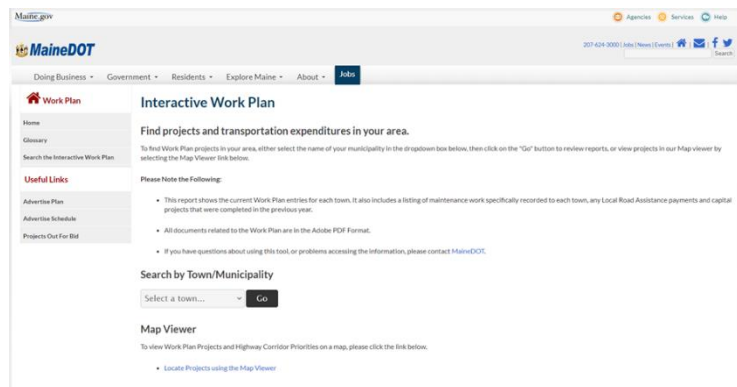 Maine.gov
Agencies Services Help
MaineDOT
207-624-3000 | Jobs | News | Events |
Search
Doing Business Government Residents Explore Maine About Jobs
Work Plan
Home
Glossary
Search the Interactive Work Plan
Useful Links
Advertise Plan
Advertise Schedule
Projects Out For Bid
Interactive Work Plan
Find projects and transportation expenditures in your area.
To find Work Plan projects in your area, either select the name of your municipality in the dropdown box below, then click on the "Go" button to review reports, or view projects in our Map viewer by
selecting the Map Viewer link below.
Please Note the Following:
This report shows the current Work Plan entries for each town. It also includes a listing of maintenance work specifically recorded to each town, any Local Road Assistance payments and capital
projects that were completed in the previous year.
All documents related to the Work Plan are in the Adobe PDF Format.
If you have questions about using this tool, or problems accessing the information, please contact MaineDOT.
Search by Town/Municipality
Select a town... Go
Map Viewer
To view Work Plan Projects and Highway Corridor Priorities on a map, please click the link below.
Locate Projects using the Map Viewer